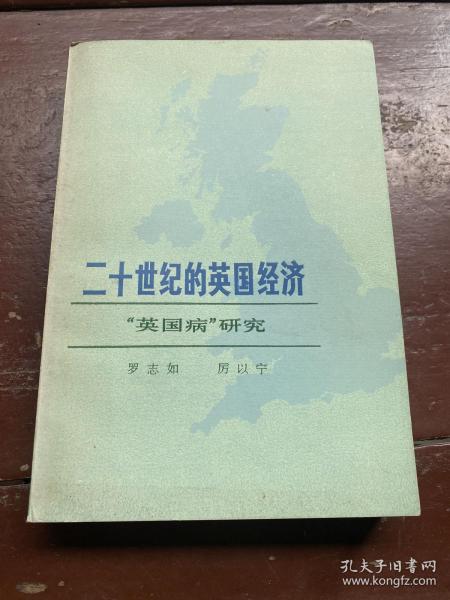 二十世纪的英国经济
“英国病”研究
罗志如 厉以宁
孔夫子旧书网
www.kongfz.com